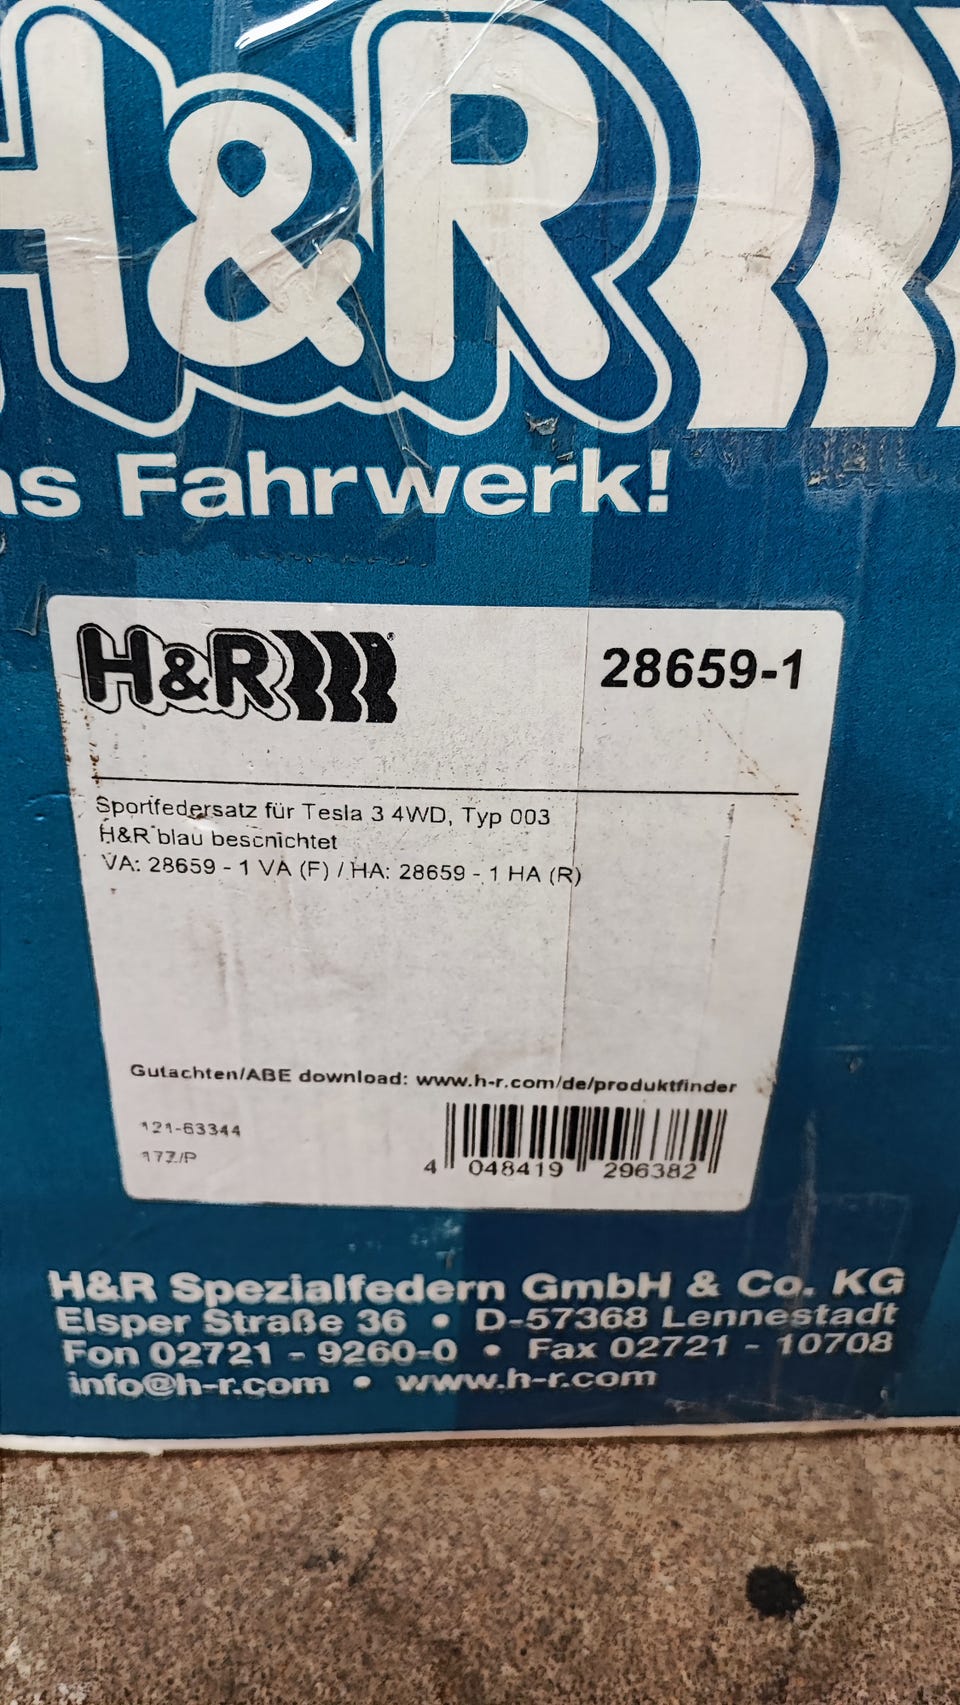 H&R
as Fahrwerk!
H&R
28659-1
Sportfedersatz für Tesla 3 4WD, Typ 003
H&R blau beschichtet
VA: 28659 - 1 VA (F) / HA: 28659 - 1 HA (R)
Gutachten/ABE download: www.h-r.com/de/produktfinder
121-63344
177/P
4 048419 296382
H&R Spezialfedern GmbH & Co. KG
Elsper Straße 36 • D-57368 Lennestadt
Fon 02721 - 9260-0 • Fax 02721 - 10708
info@h-r.com • www.h-r.com